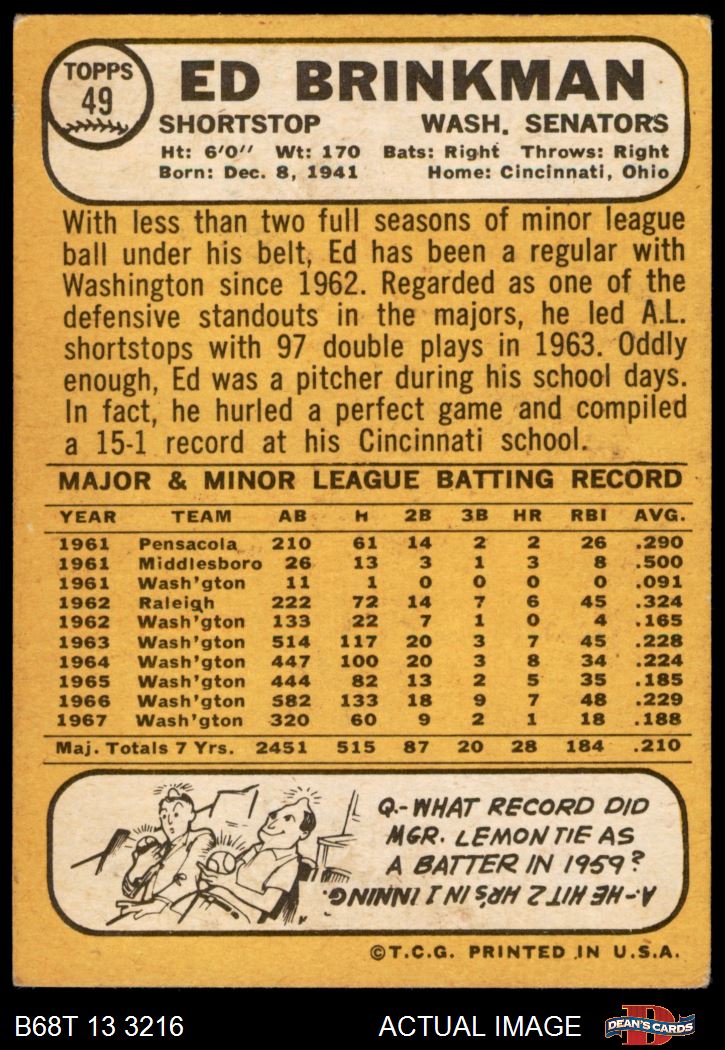 TOPPS
49
ED BRINKMAN
SHORTSTOP WASH. SENATORS
Ht: 6'0" Wt: 170 Bats: Right Throws: Right
Born: Dec. 8, 1941 Home: Cincinnati, Ohio
With less than two full seasons of minor league
ball under his belt, Ed has been a regular with
Washington since 1962. Regarded as one of the
defensive standouts in the majors, he led A.L.
shortstops with 97 double plays in 1963. Oddly
enough, Ed was a pitcher during his school days.
In fact, he hurled a perfect game and compiled
a 15-1 record at his Cincinnati school.
MAJOR & MINOR LEAGUE BATTING RECORD
YEAR TEAM AB H 2B 3B HR RBI AVG.
1961 Pensacola 210 61 14 2 2 26 .290
1961 Middlesboro 26 13 3 1 3 8 .500
1961 Wash'gton 11 1 0 0 0 0 .091
1962 Raleigh 222 72 14 7 6 45 .324
1962 Wash'gton 133 22 7 1 0 4 .165
1963 Wash'gton 514 117 20 3 7 45 .228
1964 Wash'gton 447 100 20 3 8 34 .224
1965 Wash'gton 444 82 13 2 5 35 .185
1966 Wash'gton 582 133 18 9 7 48 .229
1967 Wash'gton 320 60 9 2 1 18 .188
Maj. Totals 7 Yrs. 2451 515 87 20 28 184 .210
Q.-WHAT RECORD DID
MGR. LEMON TIE AS
A BATTER IN 1959?
A-HE HIT 2 HR'S IN 1 INNING.
©T.C.G. PRINTED IN U.S.A.
B68T 13 3216 ACTUAL IMAGE
D
DEAN'S CARDS